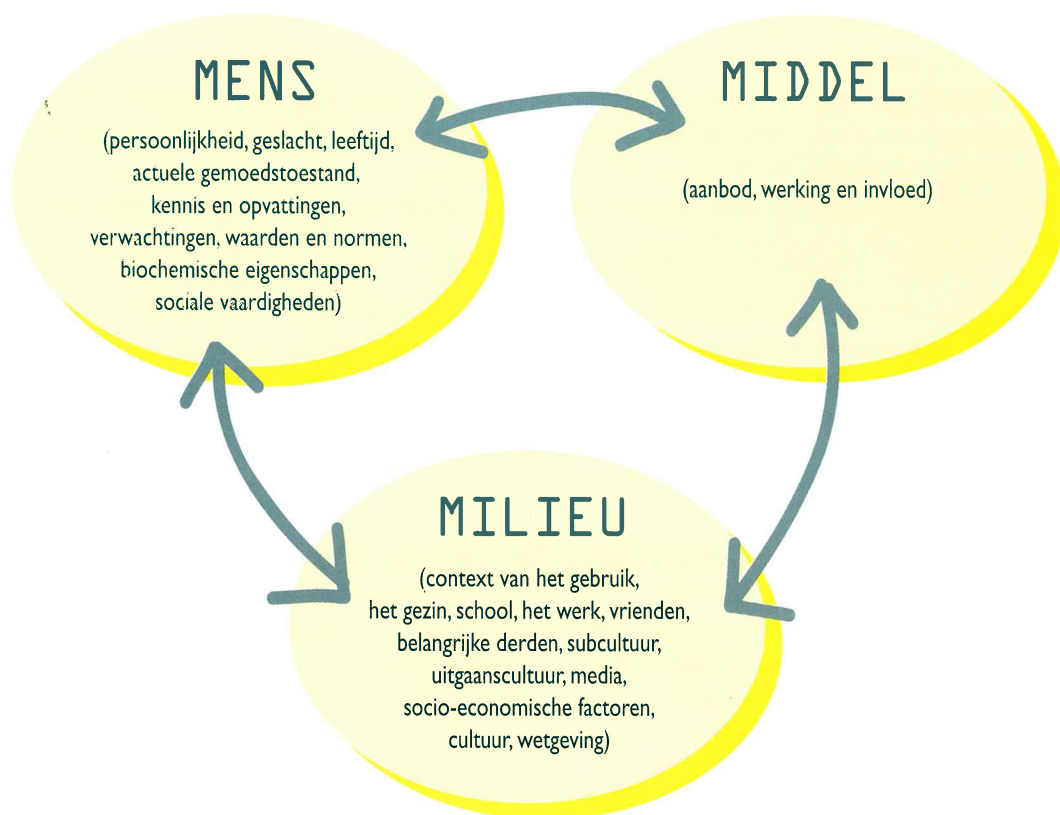 MENS
(persoonlijkheid, geslacht, leeftijd,
actuele gemoedstoestand,
kennis en opvattingen,
verwachtingen, waarden en normen,
biochemische eigenschappen,
sociale vaardigheden)
MIDDEL
(aanbod, werking en invloed)
MILIEU
(context van het gebruik,
het gezin, school, het werk, vrienden,
belangrijke derden, subcultuur,
uitgaanscultuur, media,
socio-economische factoren,
cultuur, wetgeving)